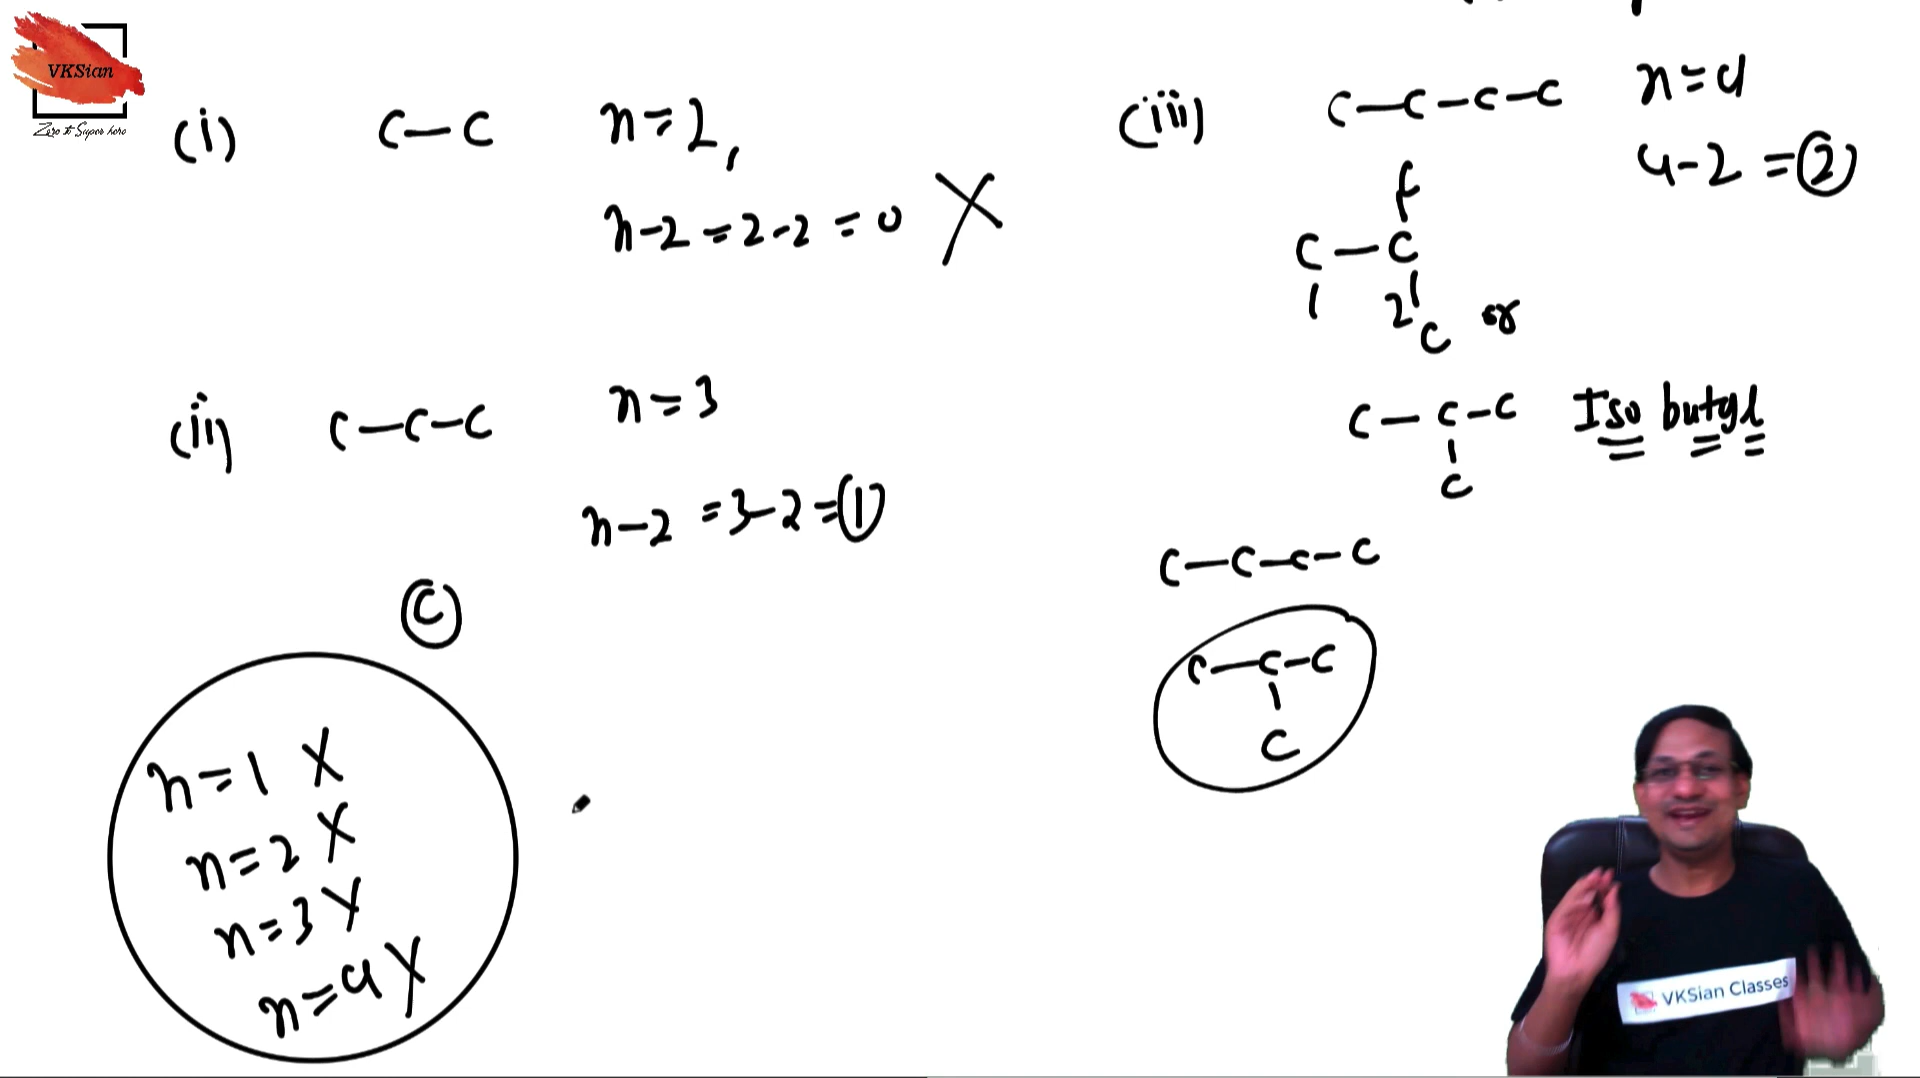 VKSian
Zero to Super hero
(i) C-C n=2,
n-2=2-2=0 X
(ii) C-C-C n=3
n-2=3-2=1
C
n=1 X
n=2 X
n=3 X
n=4 X
(iii) C-C-C-C n=4
4-2=2
C-C
2
C or
C-C-C Iso butyl
C
C-C-C-C
C-C-C
C
VKSian Classes